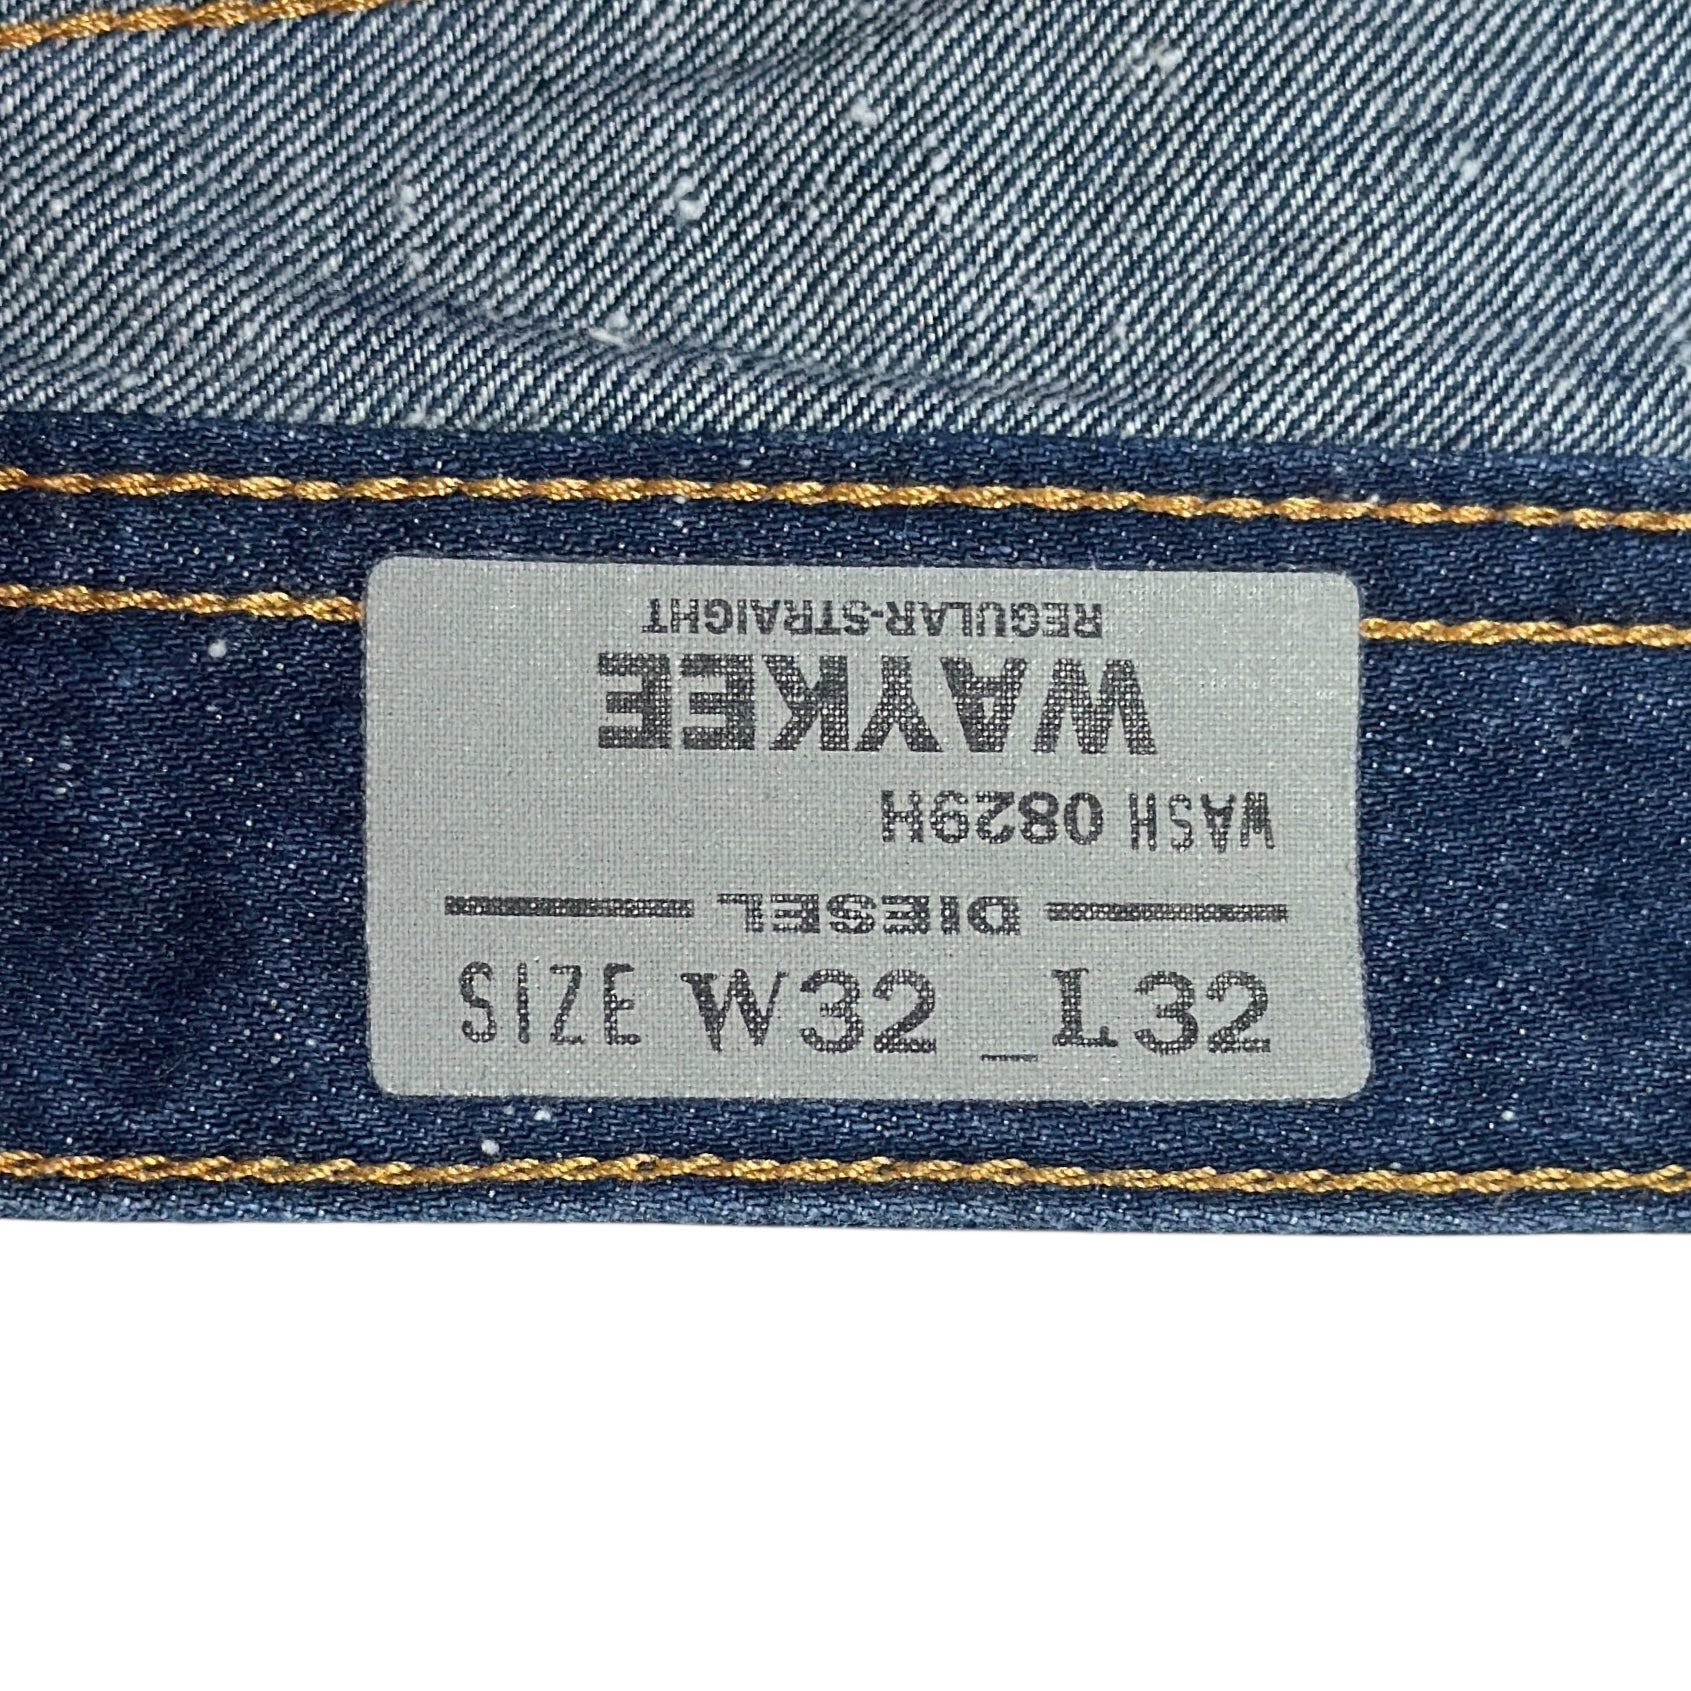 REGULAR-STRAIGHT
WAYKEE
WASH 0829H
DIESEL
SIZE W32 _ L32